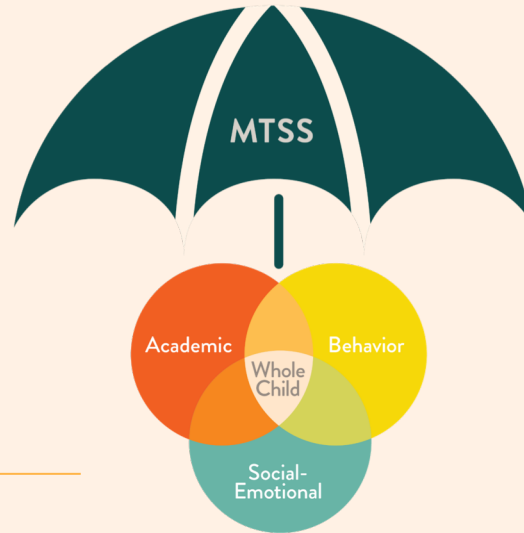 MTSS
Academic
Behavior
Whole
Child
Social-
Emotional